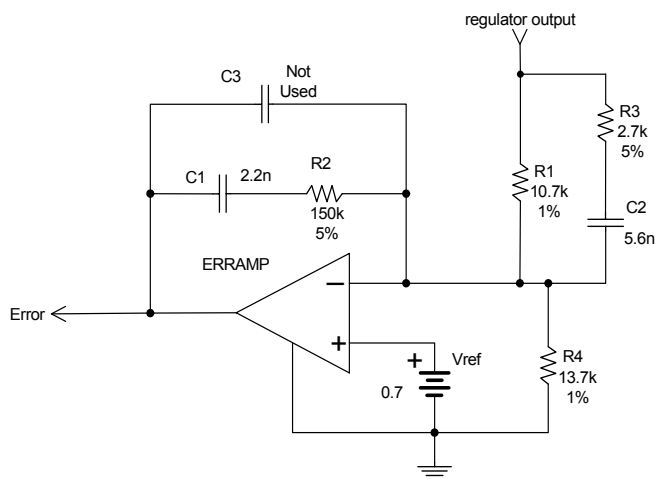 regulator output
C3
Not
Used
R3
2.7k
5%
C1
2.2n
R2
150k
5%
R1
10.7k
1%
C2
5.6n
ERRAMP
Error
Vref
0.7
R4
13.7k
1%